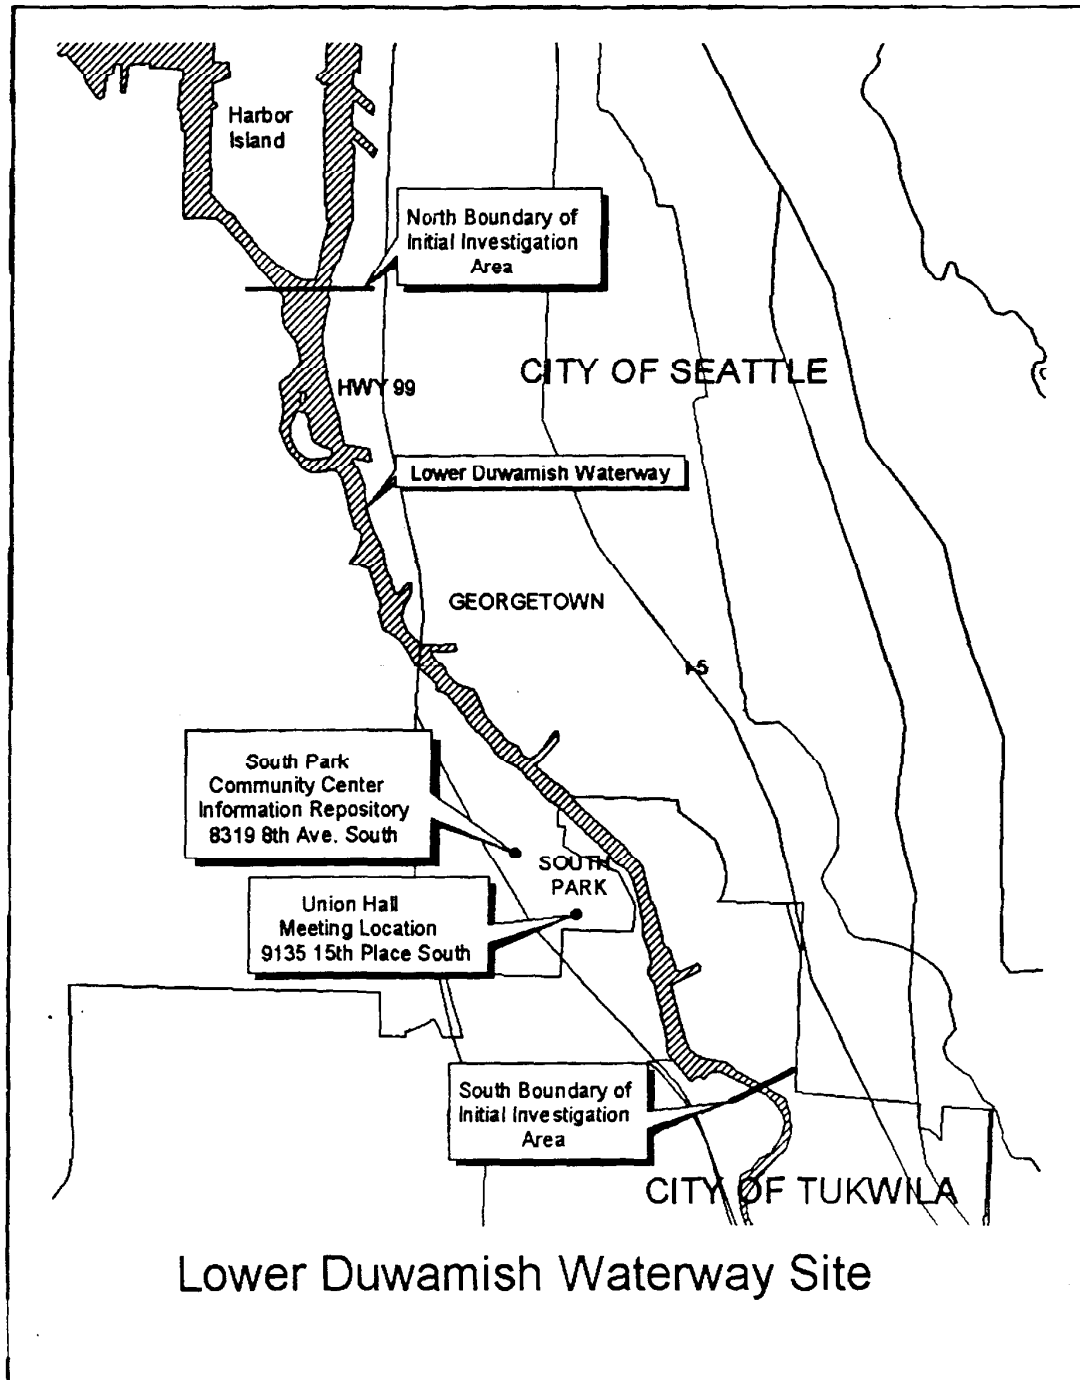 Harbor
Island
North Boundary of
Initial Investigation
Area
CITY OF SEATTLE
HWY 99
Lower Duwamish Waterway
GEORGETOWN
I-5
South Park
Community Center
Information Repository
8319 8th Ave. South
SOUTH
PARK
Union Hall
Meeting Location
9135 15th Place South
South Boundary of
Initial Investigation
Area
CITY OF TUKWILA
Lower Duwamish Waterway Site